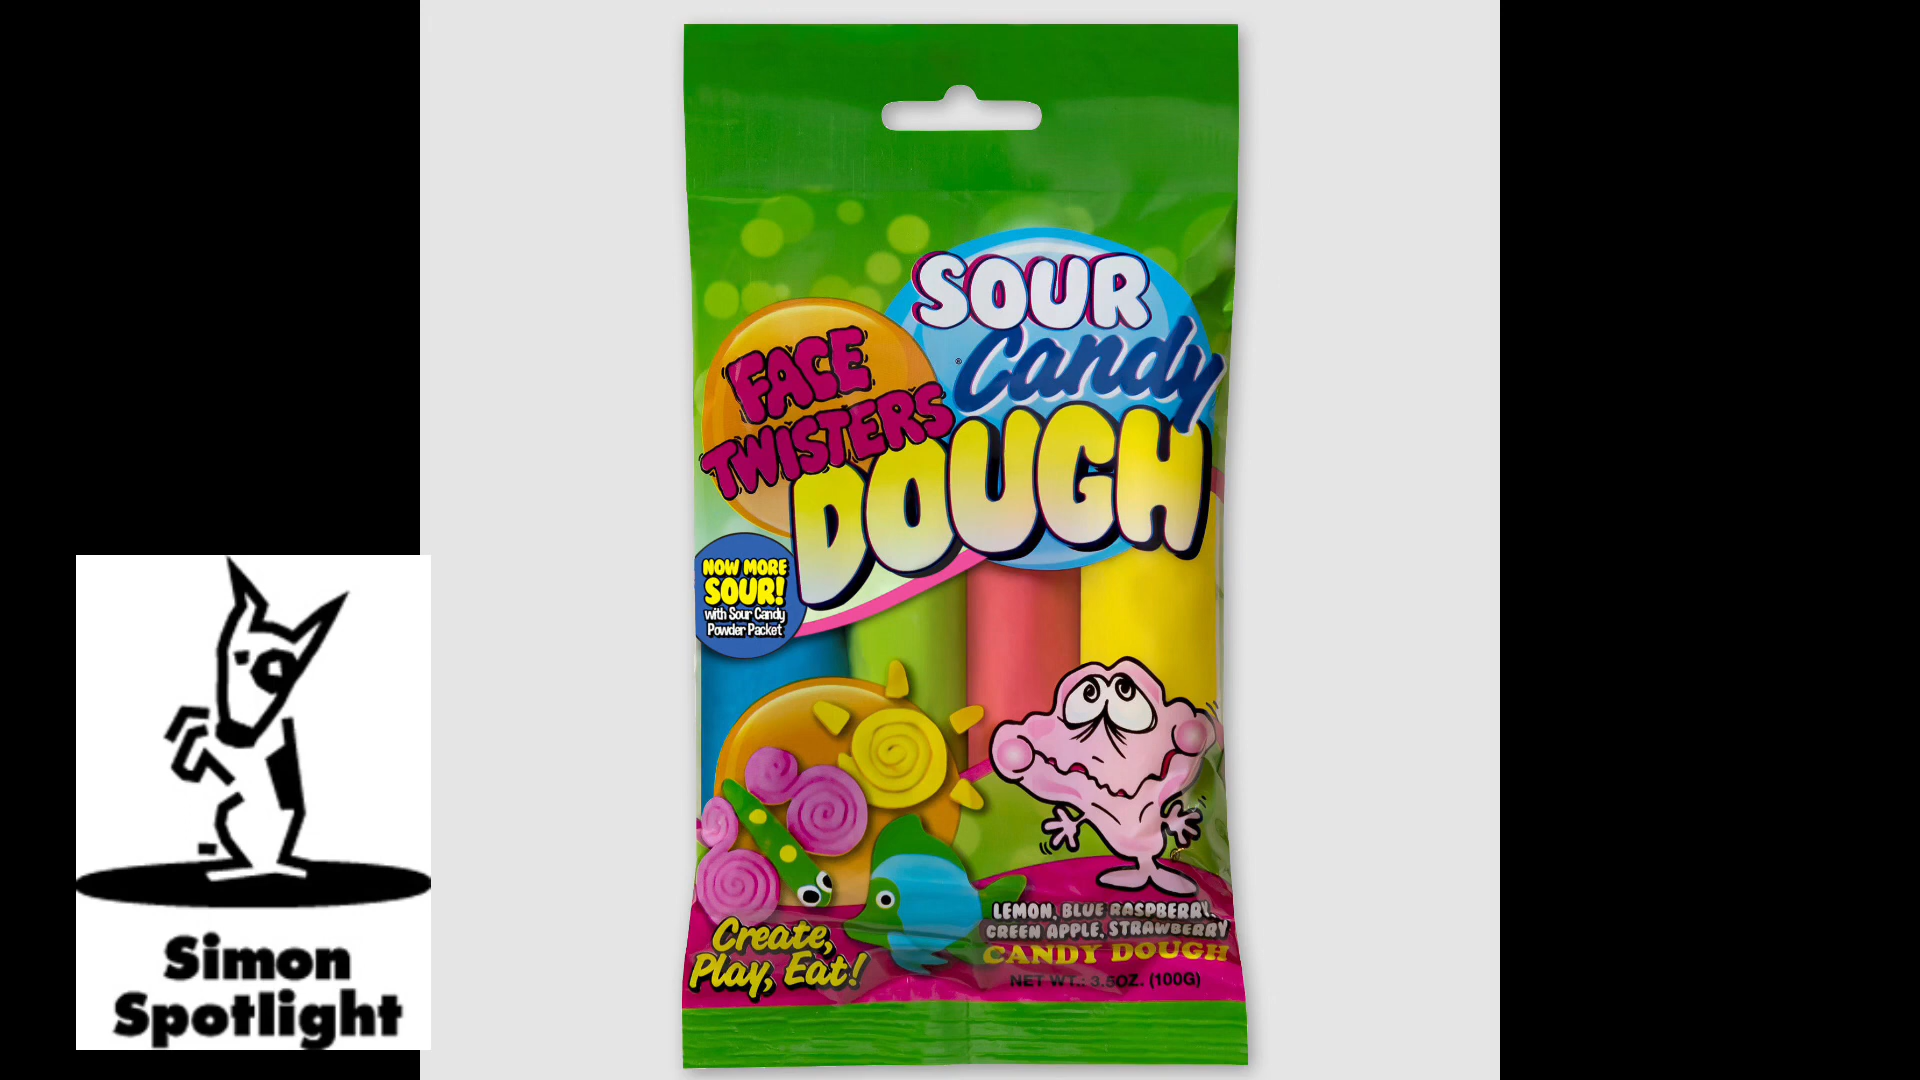 SOUR
Candy
®
FACE
TWISTERS
DOUGH
NOW MORE
SOUR!
with Sour Candy
Powder Packet
Create,
Play, Eat!
LEMON, BLUE RASPBERRY,
GREEN APPLE, STRAWBERRY
CANDY DOUGH
NET WT.: 3.5OZ. (100G)
Simon
Spotlight